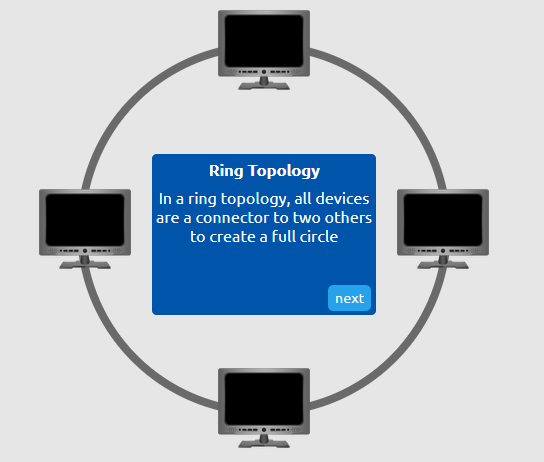 Ring Topology
In a ring topology, all devices
are a connector to two others
to create a full circle
next